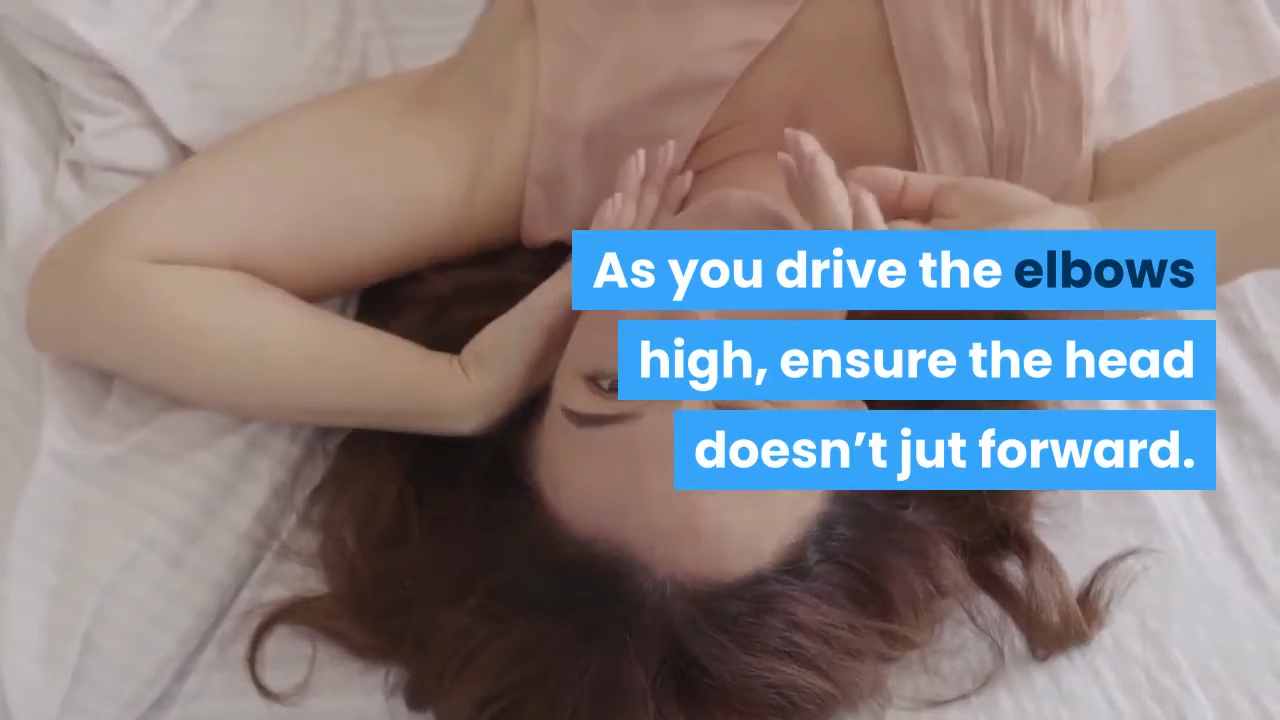 As you drive the elbows
high, ensure the head
doesn’t jut forward.